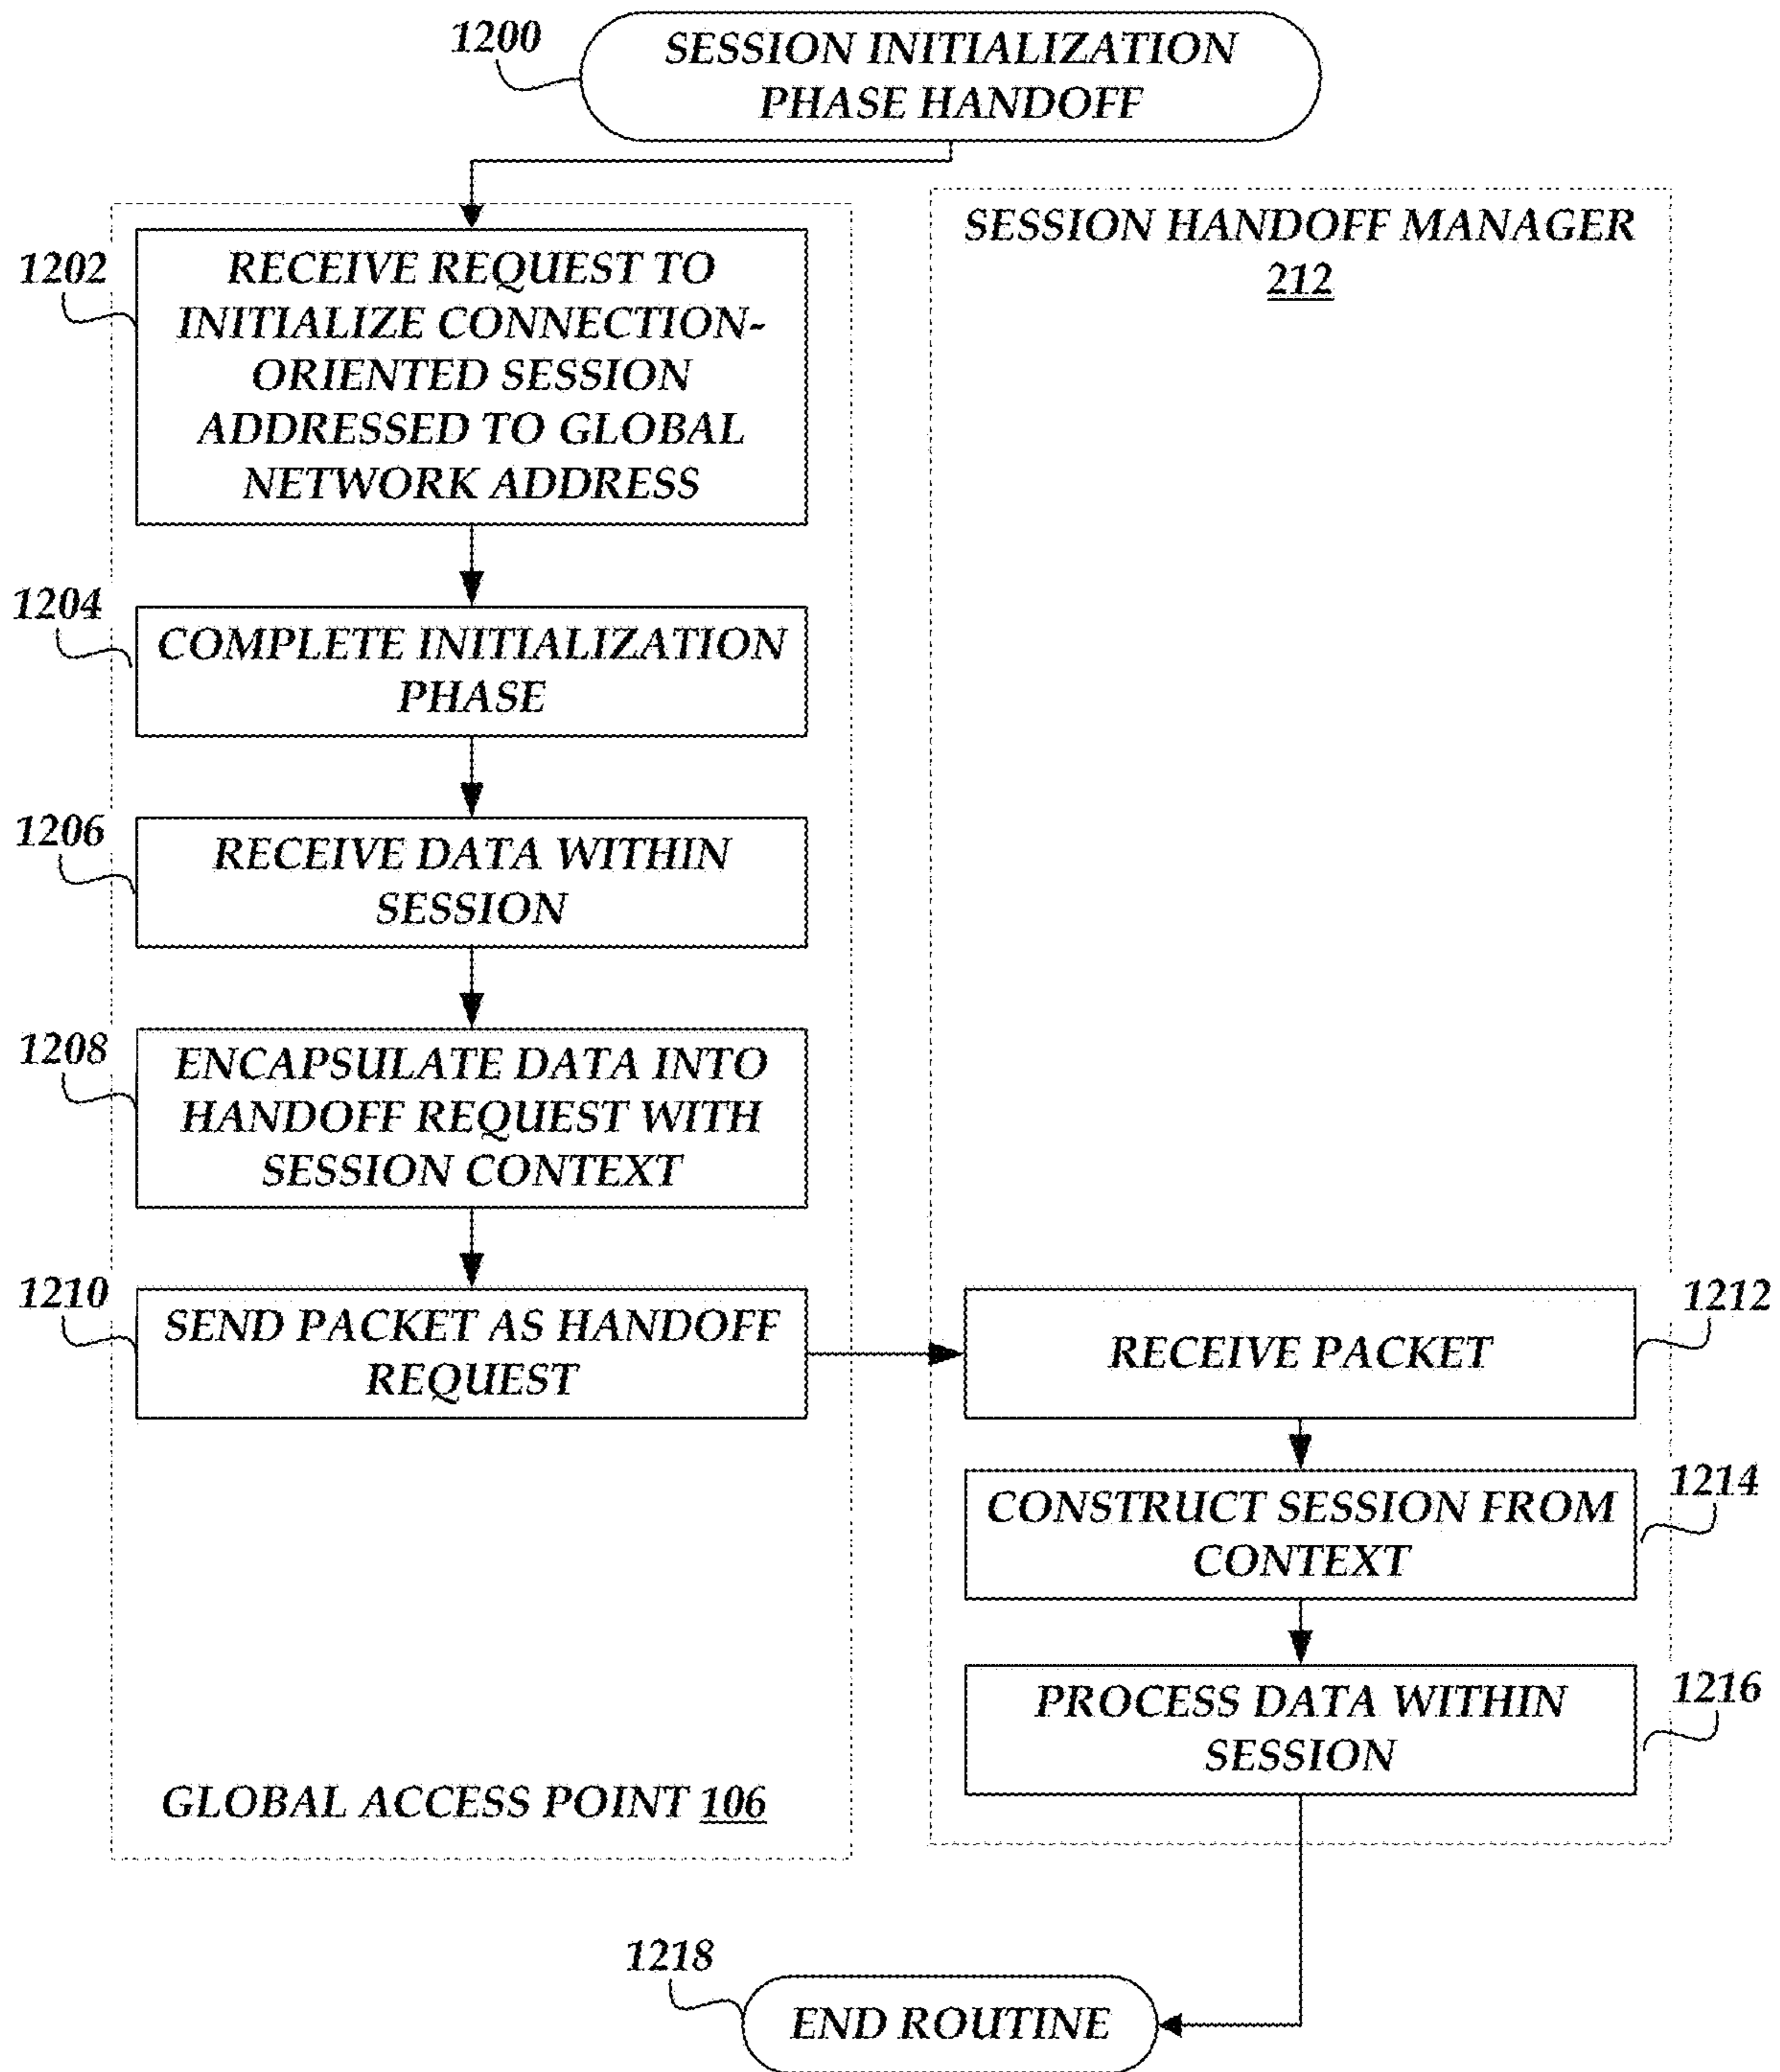 1200
SESSION INITIALIZATION
PHASE HANDOFF
1202
RECEIVE REQUEST TO
INITIALIZE CONNECTION-
ORIENTED SESSION
ADDRESSED TO GLOBAL
NETWORK ADDRESS
1204
COMPLETE INITIALIZATION
PHASE
1206
RECEIVE DATA WITHIN
SESSION
1208
ENCAPSULATE DATA INTO
HANDOFF REQUEST WITH
SESSION CONTEXT
1210
SEND PACKET AS HANDOFF
REQUEST
GLOBAL ACCESS POINT 106
SESSION HANDOFF MANAGER
212
1212
RECEIVE PACKET
1214
CONSTRUCT SESSION FROM
CONTEXT
1216
PROCESS DATA WITHIN
SESSION
1218
END ROUTINE